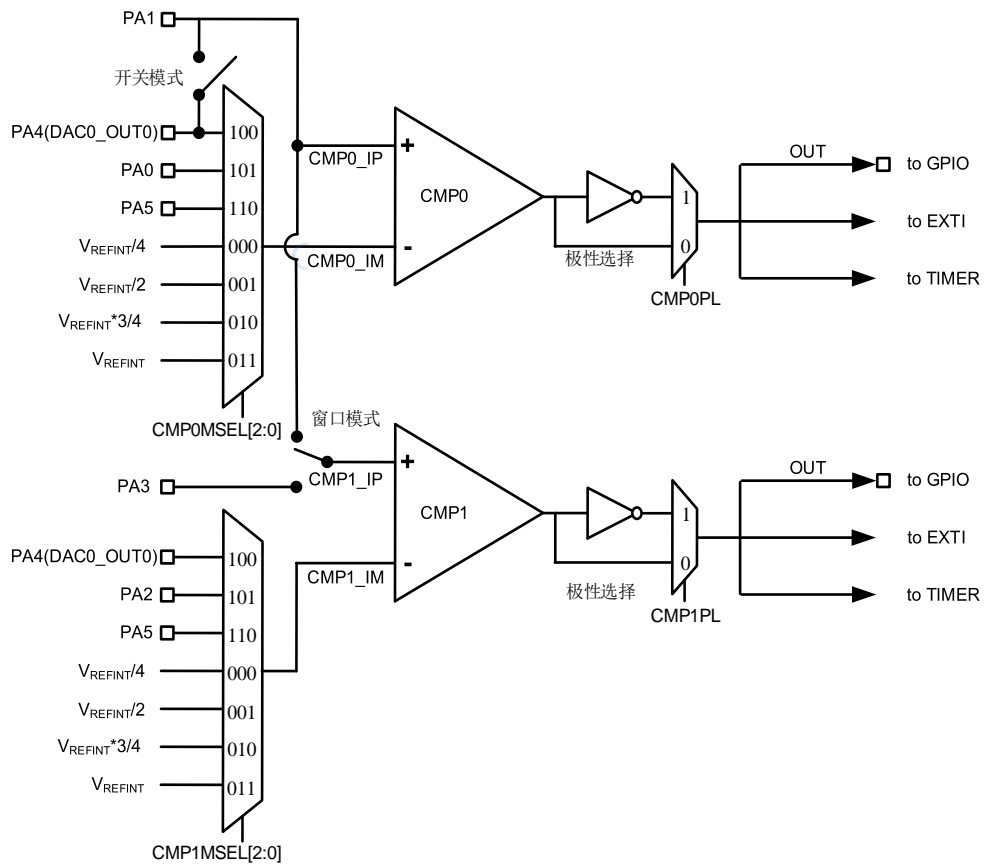 PA1
开关模式
PA4(DAC0_OUT0)
100
PA0
101
PA5
110
VREFINT/4
000
VREFINT/2
001
VREFINT*3/4
010
VREFINT
011
CMP0MSEL[2:0]
+
CMP0_IP
CMP0
-
CMP0_IM
1
0
极性选择
CMP0PL
OUT
to GPIO
to EXTI
to TIMER
窗口模式
+
CMP1_IP
PA3
CMP1
-
CMP1_IM
PA4(DAC0_OUT0)
100
PA2
101
PA5
110
VREFINT/4
000
VREFINT/2
001
VREFINT*3/4
010
VREFINT
011
CMP1MSEL[2:0]
1
0
极性选择
CMP1PL
OUT
to GPIO
to EXTI
to TIMER